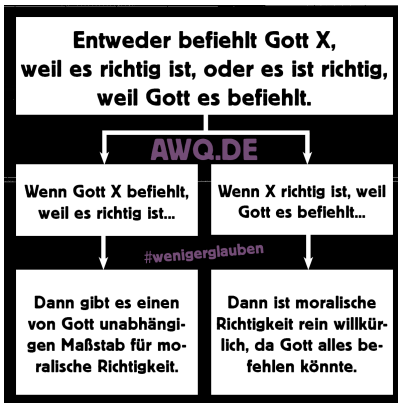 Entweder befiehlt Gott X,
weil es richtig ist, oder es ist richtig,
weil Gott es befiehlt.
AWQ.DE
Wenn Gott X befiehlt,
weil es richtig ist...
Wenn X richtig ist, weil
Gott es befiehlt...
#wenigerglauben
Dann gibt es einen
von Gott unabhängi-
gen Maßstab für mo-
ralische Richtigkeit.
Dann ist moralische
Richtigkeit rein willkür-
lich, da Gott alles be-
fehlen könnte.